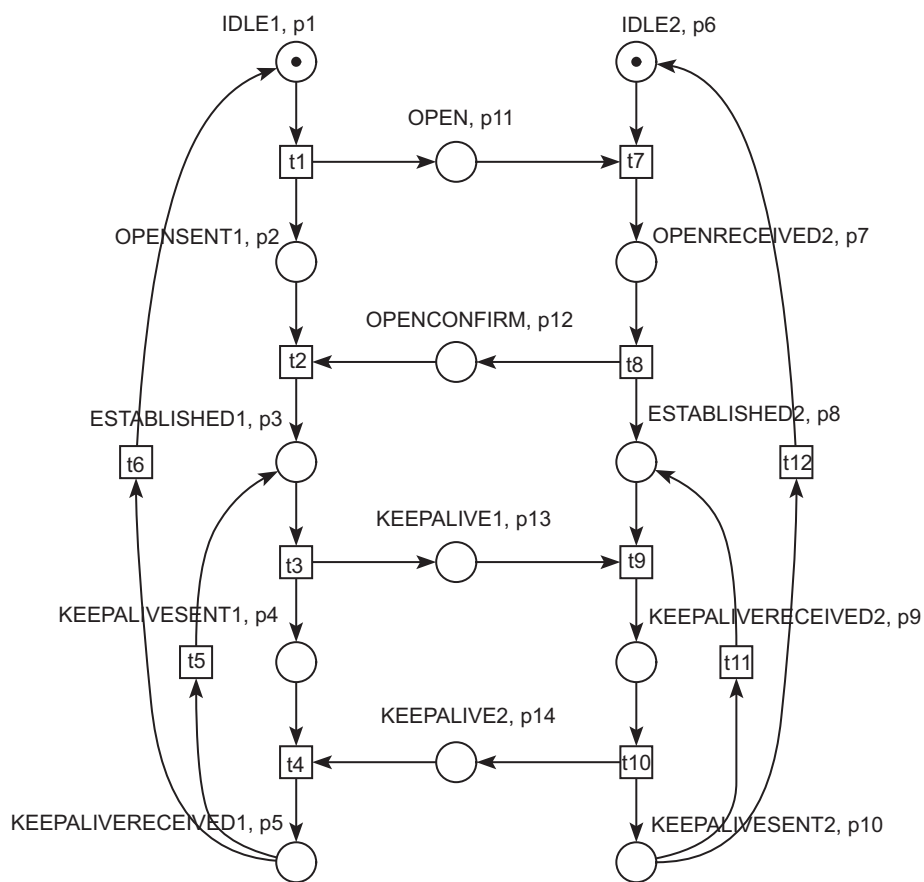 IDLE1, p1
IDLE2, p6
OPEN, p11
t1
t7
OPENSENT1, p2
OPENRECEIVED2, p7
OPENCONFIRM, p12
t2
t8
ESTABLISHED1, p3
ESTABLISHED2, p8
t6
t12
KEEPALIVE1, p13
t3
t9
KEEPALIVESENT1, p4
KEEPALIVERECEIVED2, p9
t5
t11
KEEPALIVE2, p14
t4
t10
KEEPALIVERECEIVED1, p5
KEEPALIVESENT2, p10